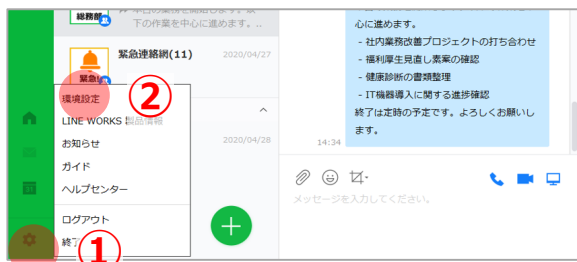 総務部
下の作業を中心に進めます。..
緊急連絡網(11)
2020/04/27
緊急
環境設定
②
LINE WORKS 製品情報
お知らせ
2020/04/28
ガイド
ヘルプセンター
ログアウト
終了
①
心に進めます。
- 社内業務改善プロジェクトの打ち合わせ
- 福利厚生見直し素案の確認
- 健康診断の書類整理
- IT機器導入に関する進捗確認
終了は定時の予定です。よろしくお願いし
ます。
14:34
メッセージを入力してください。